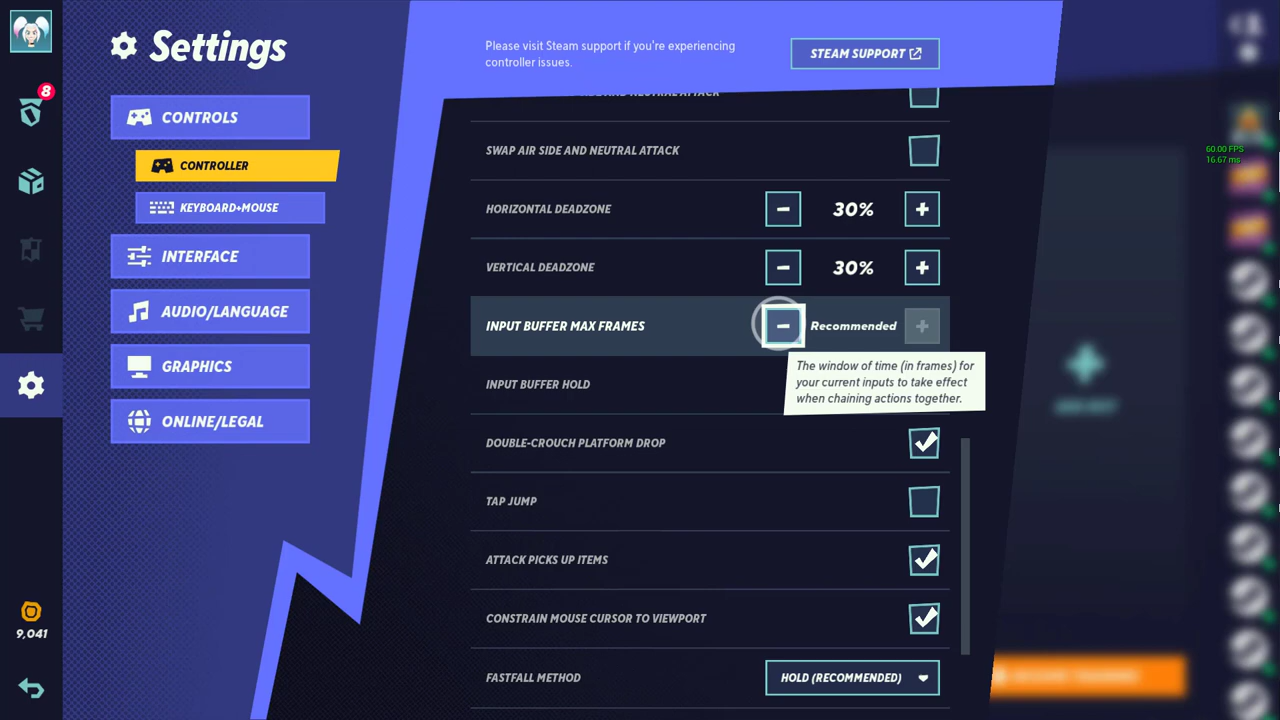 Settings
Please visit Steam support if you're experiencing
controller issues.
STEAM SUPPORT
8
CONTROLS
CONTROLLER
KEYBOARD+MOUSE
INTERFACE
AUDIO/LANGUAGE
GRAPHICS
ONLINE/LEGAL
9,041
SWAP AIR SIDE AND NEUTRAL ATTACK
HORIZONTAL DEADZONE
30%
VERTICAL DEADZONE
30%
INPUT BUFFER MAX FRAMES
Recommended
The window of time (in frames) for
your current inputs to take effect
when chaining actions together.
INPUT BUFFER HOLD
DOUBLE-CROUCH PLATFORM DROP
TAP JUMP
ATTACK PICKS UP ITEMS
CONSTRAIN MOUSE CURSOR TO VIEWPORT
FASTFALL METHOD
HOLD (RECOMMENDED)
60.00 FPS
16.67 ms